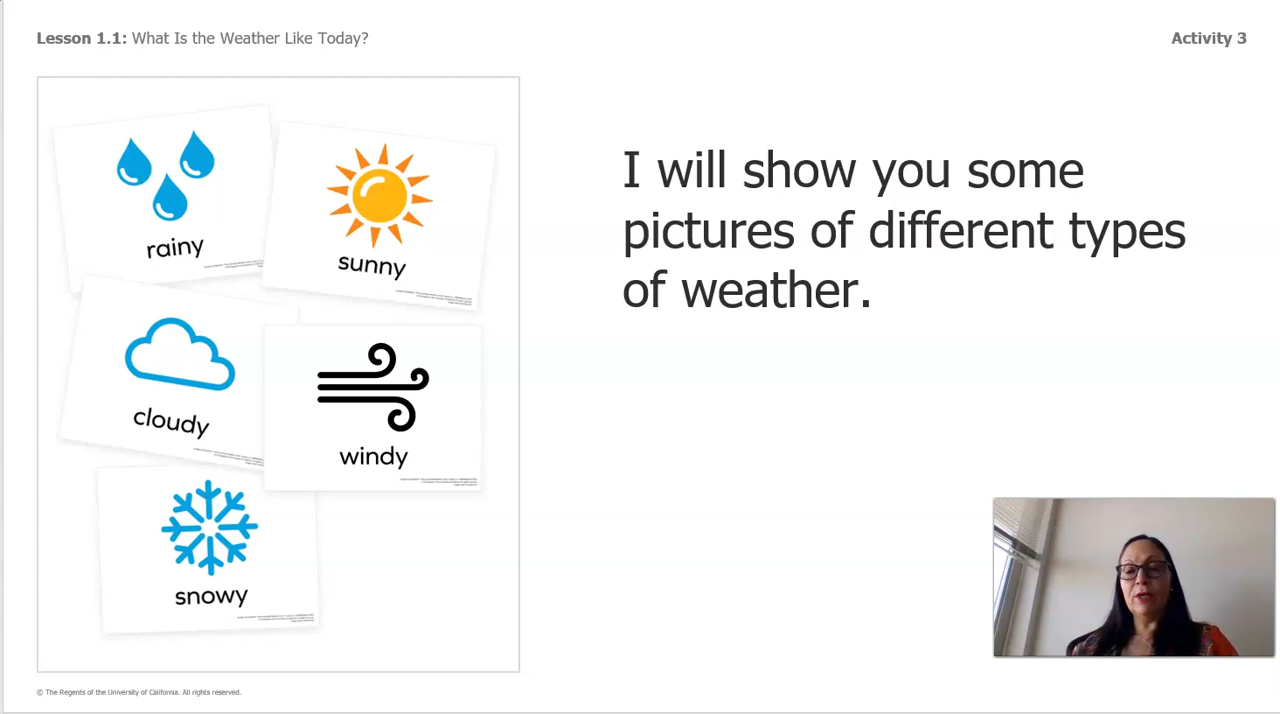 Lesson 1.1: What Is the Weather Like Today?
Activity 3
rainy
sunny
cloudy
windy
snowy
I will show you some
pictures of different types
of weather.
© The Regents of the University of California. All rights reserved.